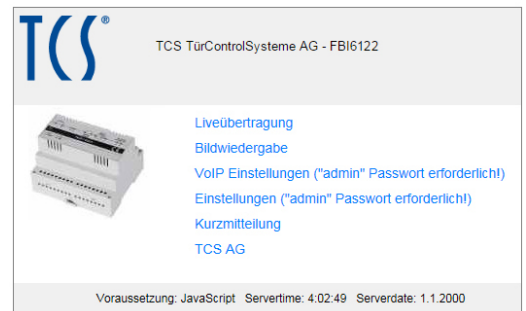 TCS®
TCS TürControlSysteme AG - FBI6122
Liveübertragung
Bildwiedergabe
VoIP Einstellungen ("admin" Passwort erforderlich!)
Einstellungen ("admin" Passwort erforderlich!)
Kurzmitteilung
TCS AG
Voraussetzung: JavaScript Servertime: 4:02:49 Serverdate: 1.1.2000